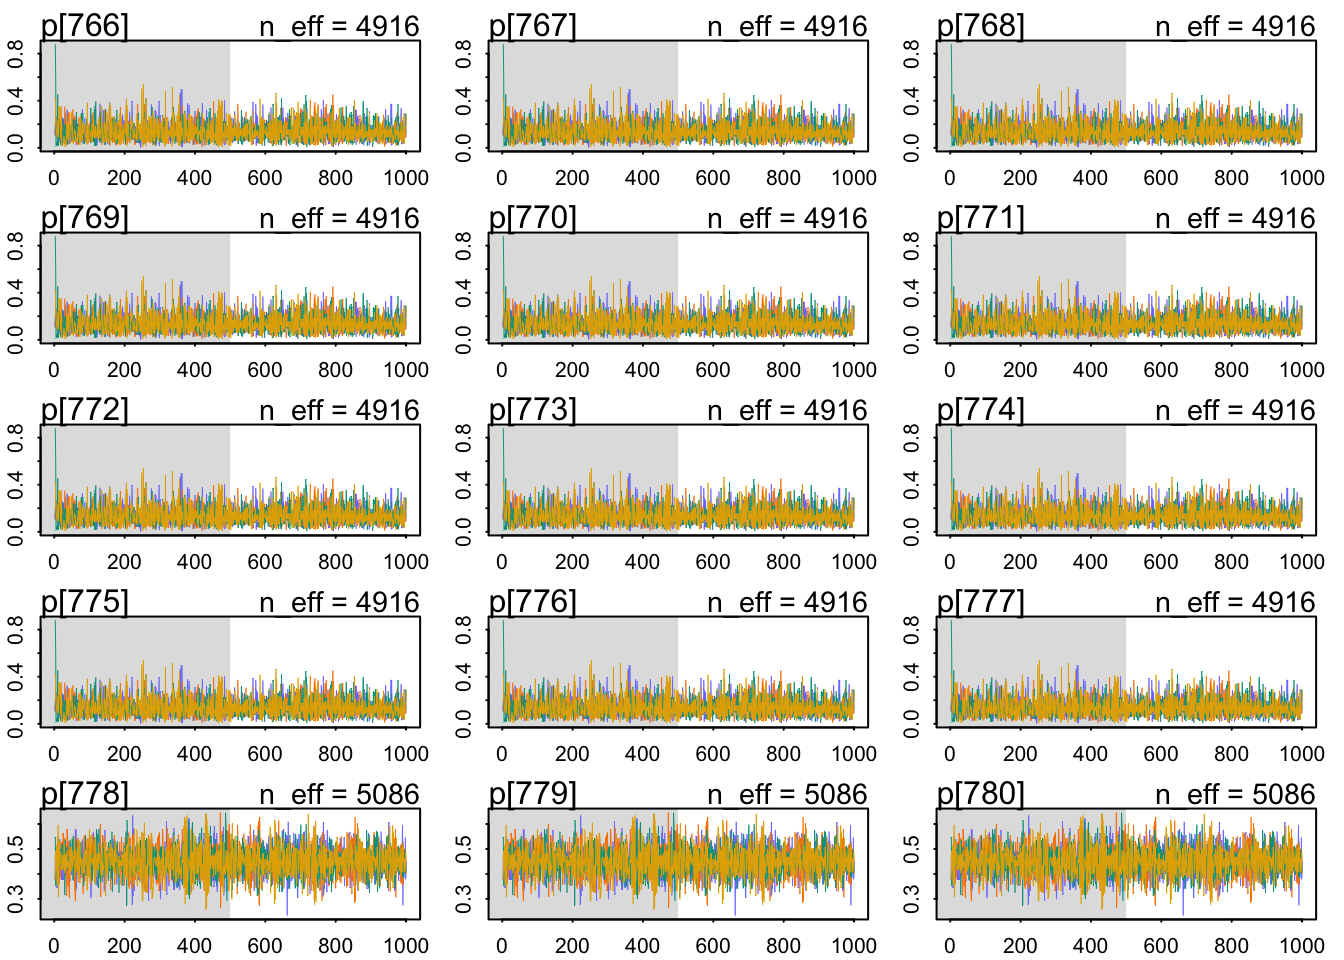 p[766] n_eff = 4916 p[767] n_eff = 4916 p[768] n_eff = 4916
0.0 0.4 0.8 0.0 0.4 0.8 0.0 0.4 0.8
0 200 400 600 800 1000 0 200 400 600 800 1000 0 200 400 600 800 1000
p[769] n_eff = 4916 p[770] n_eff = 4916 p[771] n_eff = 4916
0.0 0.4 0.8 0.0 0.4 0.8 0.0 0.4 0.8
0 200 400 600 800 1000 0 200 400 600 800 1000 0 200 400 600 800 1000
p[772] n_eff = 4916 p[773] n_eff = 4916 p[774] n_eff = 4916
0.0 0.4 0.8 0.0 0.4 0.8 0.0 0.4 0.8
0 200 400 600 800 1000 0 200 400 600 800 1000 0 200 400 600 800 1000
p[775] n_eff = 4916 p[776] n_eff = 4916 p[777] n_eff = 4916
0.0 0.4 0.8 0.0 0.4 0.8 0.0 0.4 0.8
0 200 400 600 800 1000 0 200 400 600 800 1000 0 200 400 600 800 1000
p[778] n_eff = 5086 p[779] n_eff = 5086 p[780] n_eff = 5086
0.3 0.5 0.3 0.5 0.3 0.5
0 200 400 600 800 1000 0 200 400 600 800 1000 0 200 400 600 800 1000